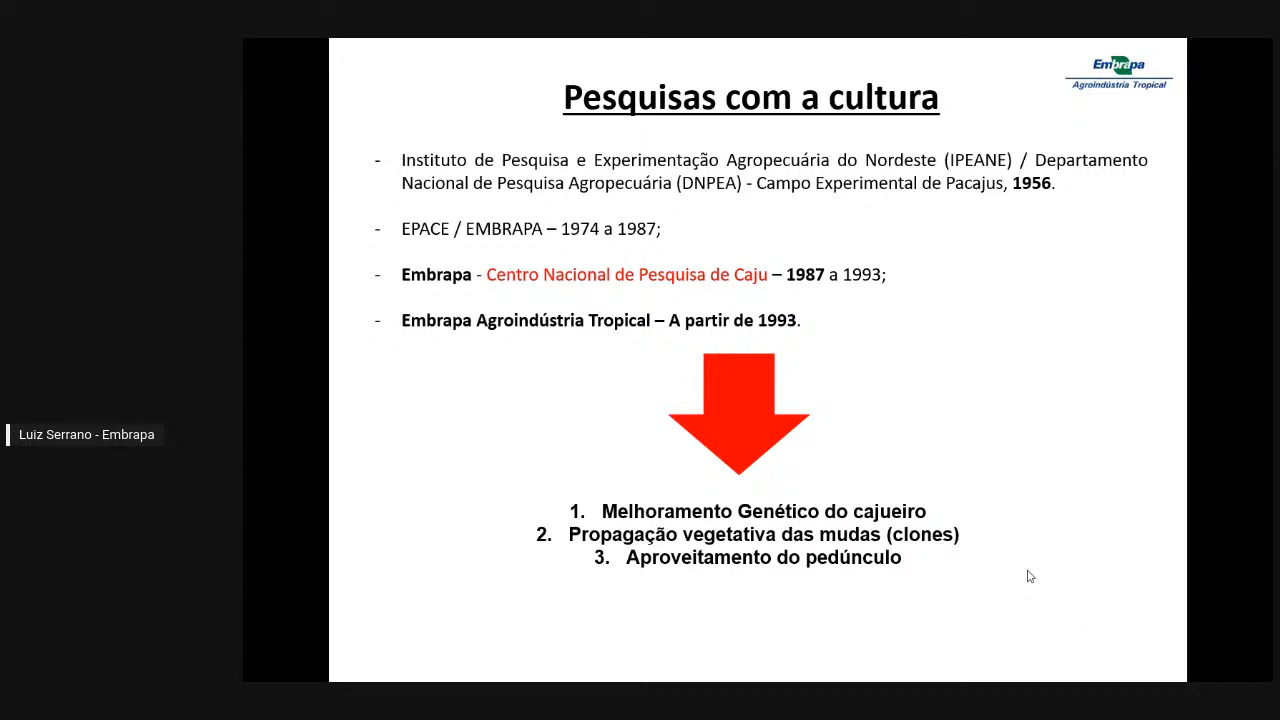 Embrapa
Agroindústria Tropical
Pesquisas com a cultura
- Instituto de Pesquisa e Experimentação Agropecuária do Nordeste (IPEANE) / Departamento
Nacional de Pesquisa Agropecuária (DNPEA) - Campo Experimental de Pacajus, 1956.
- EPACE / EMBRAPA – 1974 a 1987;
- Embrapa - Centro Nacional de Pesquisa de Caju – 1987 a 1993;
- Embrapa Agroindústria Tropical – A partir de 1993.
Luiz Serrano - Embrapa
1. Melhoramento Genético do cajueiro
2. Propagação vegetativa das mudas (clones)
3. Aproveitamento do pedúnculo